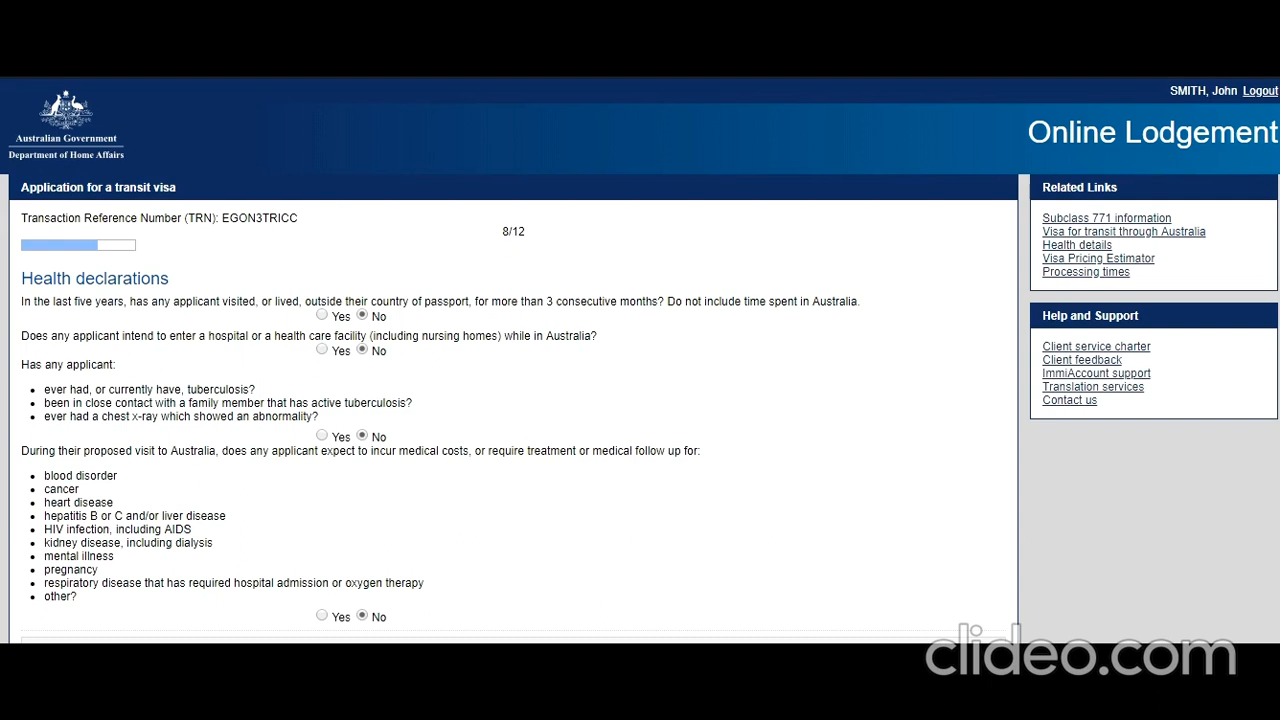 SMITH, John Logout
Australian Government
Department of Home Affairs
Online Lodgement
Application for a transit visa
Transaction Reference Number (TRN): EGON3TRICC
8/12
Health declarations
In the last five years, has any applicant visited, or lived, outside their country of passport, for more than 3 consecutive months? Do not include time spent in Australia.
Yes No
Does any applicant intend to enter a hospital or a health care facility (including nursing homes) while in Australia?
Yes No
Has any applicant:
ever had, or currently have, tuberculosis?
been in close contact with a family member that has active tuberculosis?
ever had a chest x-ray which showed an abnormality?
Yes No
During their proposed visit to Australia, does any applicant expect to incur medical costs, or require treatment or medical follow up for:
blood disorder
cancer
heart disease
hepatitis B or C and/or liver disease
HIV infection, including AIDS
kidney disease, including dialysis
mental illness
pregnancy
respiratory disease that has required hospital admission or oxygen therapy
other?
Yes No
Related Links
Subclass 771 information
Visa for transit through Australia
Health details
Visa Pricing Estimator
Processing times
Help and Support
Client service charter
Client feedback
ImmiAccount support
Translation services
Contact us
clideo.com